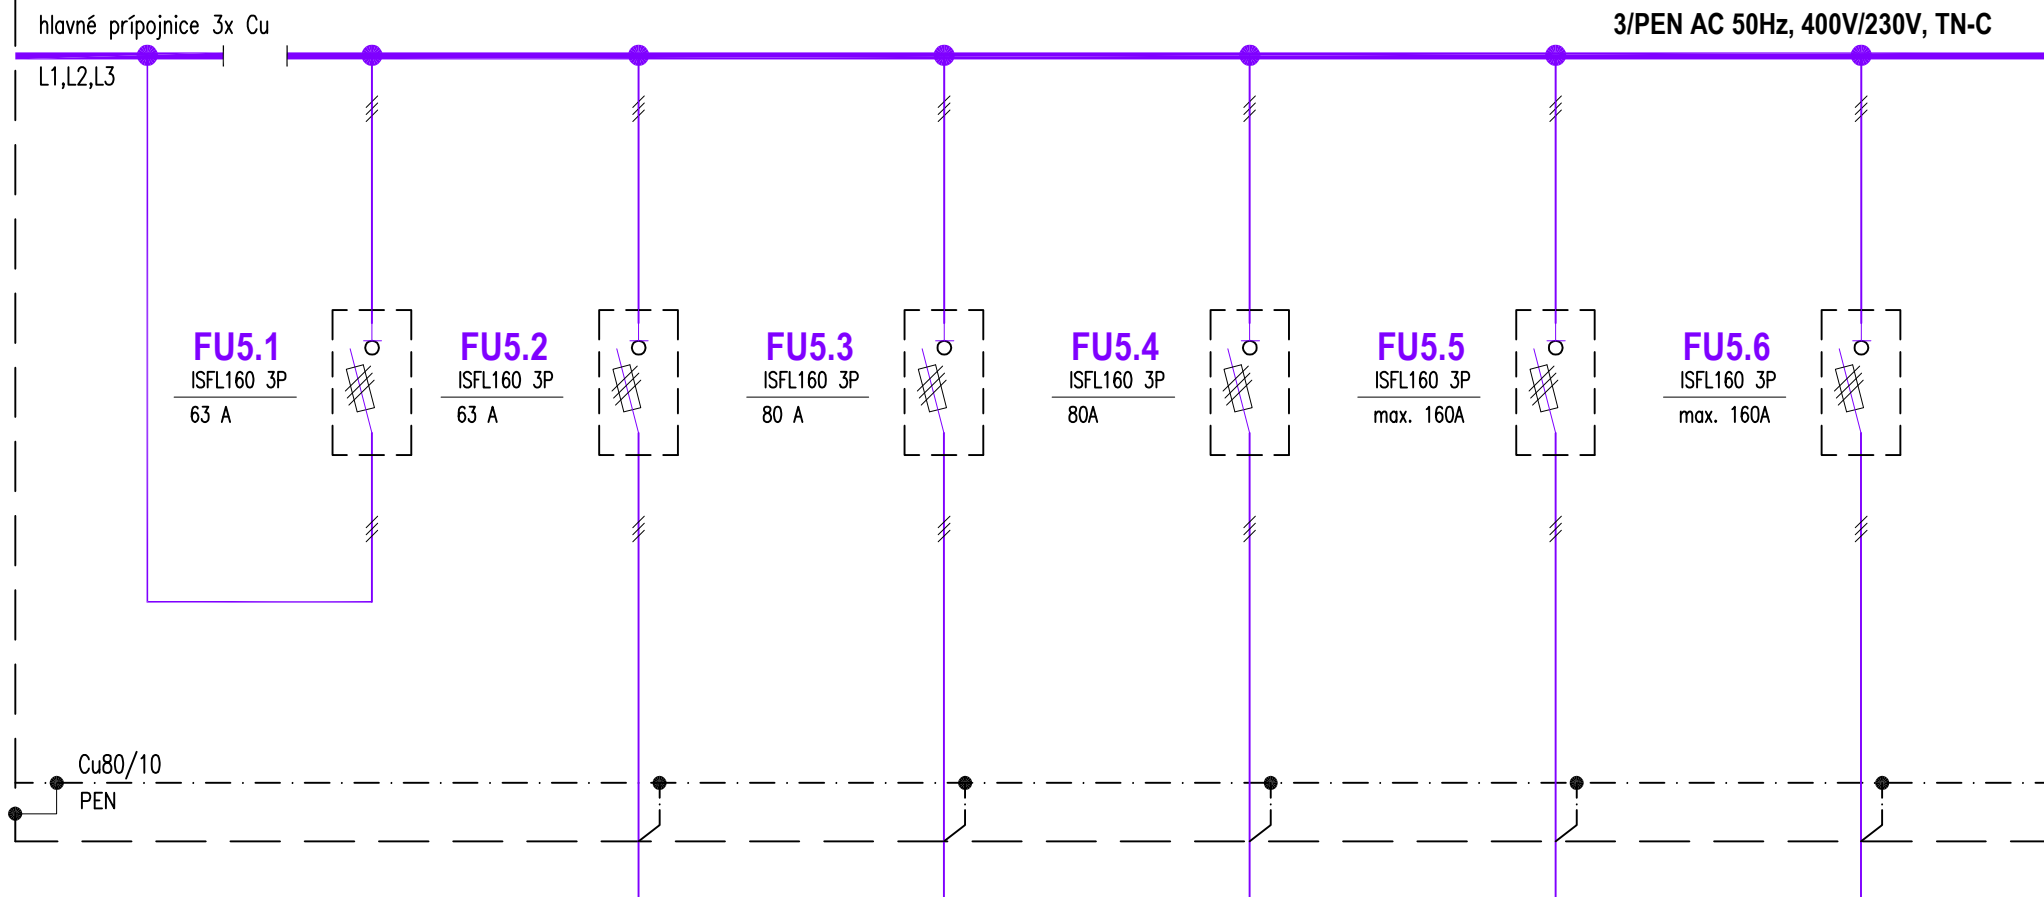 hlavné prípojnice 3x Cu
3/PEN AC 50Hz, 400V/230V, TN-C
L1,L2,L3
FU5.1
ISFL160 3P
63 A
FU5.2
ISFL160 3P
63 A
FU5.3
ISFL160 3P
80 A
FU5.4
ISFL160 3P
80A
FU5.5
ISFL160 3P
max. 160A
FU5.6
ISFL160 3P
max. 160A
Cu80/10
PEN